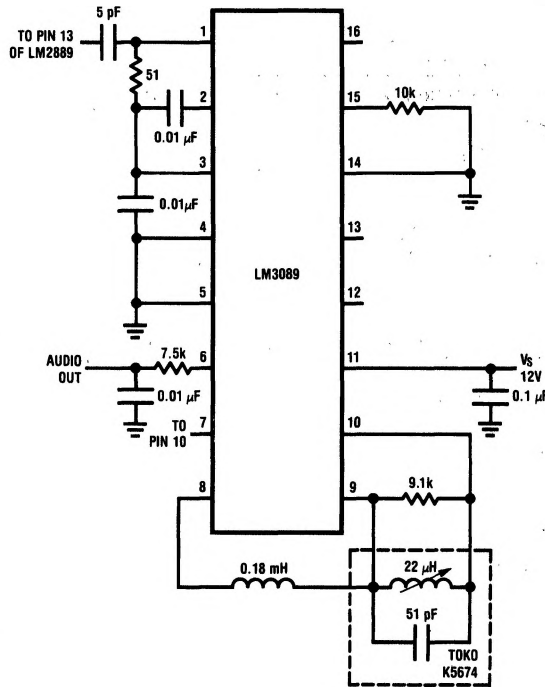 5 pF
TO PIN 13
OF LM2889
1
16
51
2
15
10k
0.01 µF
3
14
0.01µF
4
13
LM3089
5
12
AUDIO
OUT
7.5k
6
11
VS
12V
0.01 µF
0.1 µF
TO
PIN 10
7
10
8
9
9.1k
0.18 mH
22 µH
51 pF
TOKO
K5674